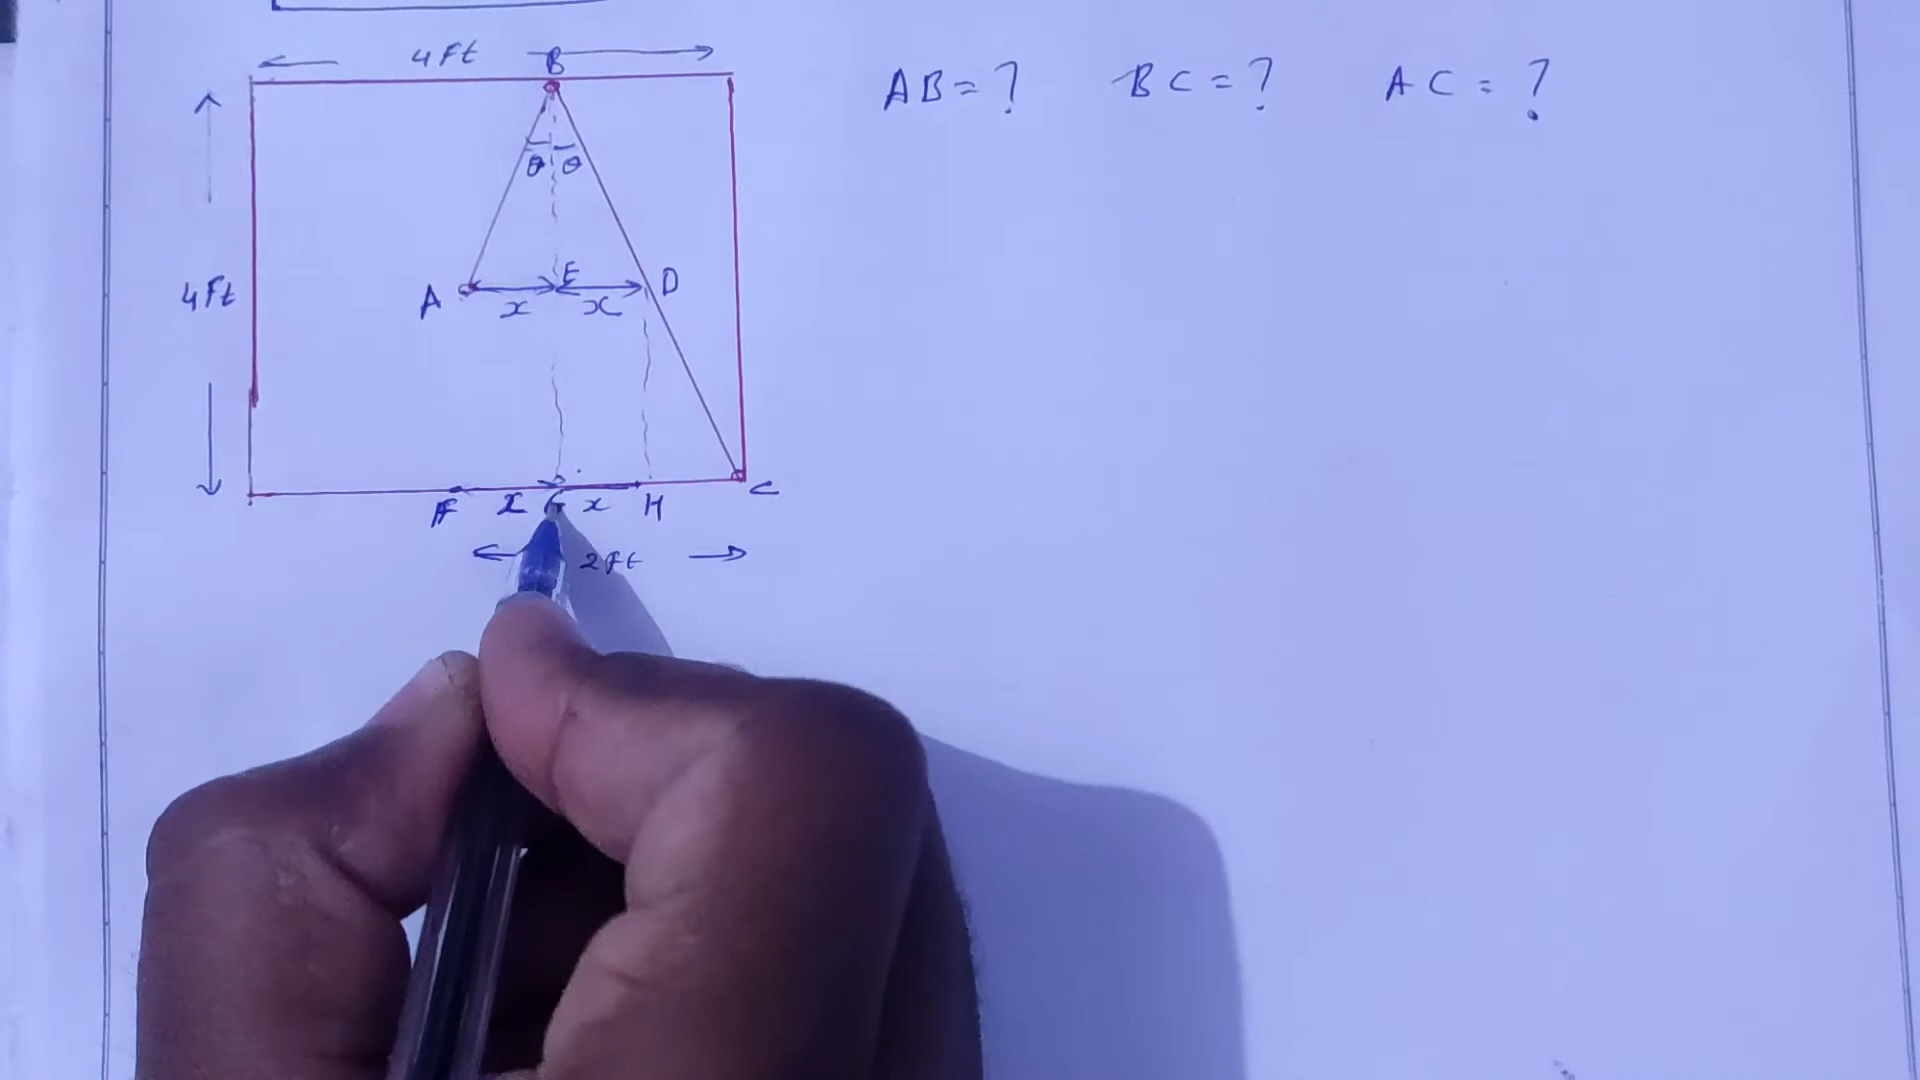 4Ft B AB=? BC=? AC=?
θ θ
4Ft A E D
x x
F x G x H C
2Ft